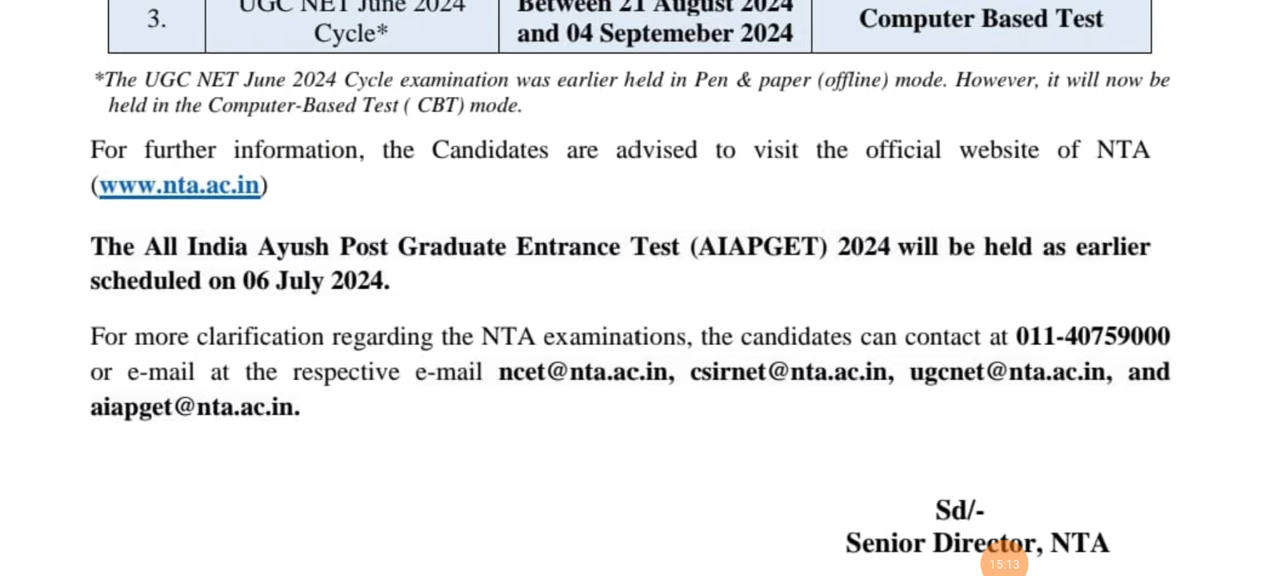 3.
UGC NET June 2024
Cycle*
Between 21 August 2024
and 04 Septemeber 2024
Computer Based Test
*The UGC NET June 2024 Cycle examination was earlier held in Pen & paper (offline) mode. However, it will now be
held in the Computer-Based Test ( CBT) mode.
For further information, the Candidates are advised to visit the official website of NTA
(www.nta.ac.in)
The All India Ayush Post Graduate Entrance Test (AIAPGET) 2024 will be held as earlier
scheduled on 06 July 2024.
For more clarification regarding the NTA examinations, the candidates can contact at 011-40759000
or e-mail at the respective e-mail ncet@nta.ac.in, csirnet@nta.ac.in, ugcnet@nta.ac.in, and
aiapget@nta.ac.in.
Sd/-
Senior Director, NTA
15:13